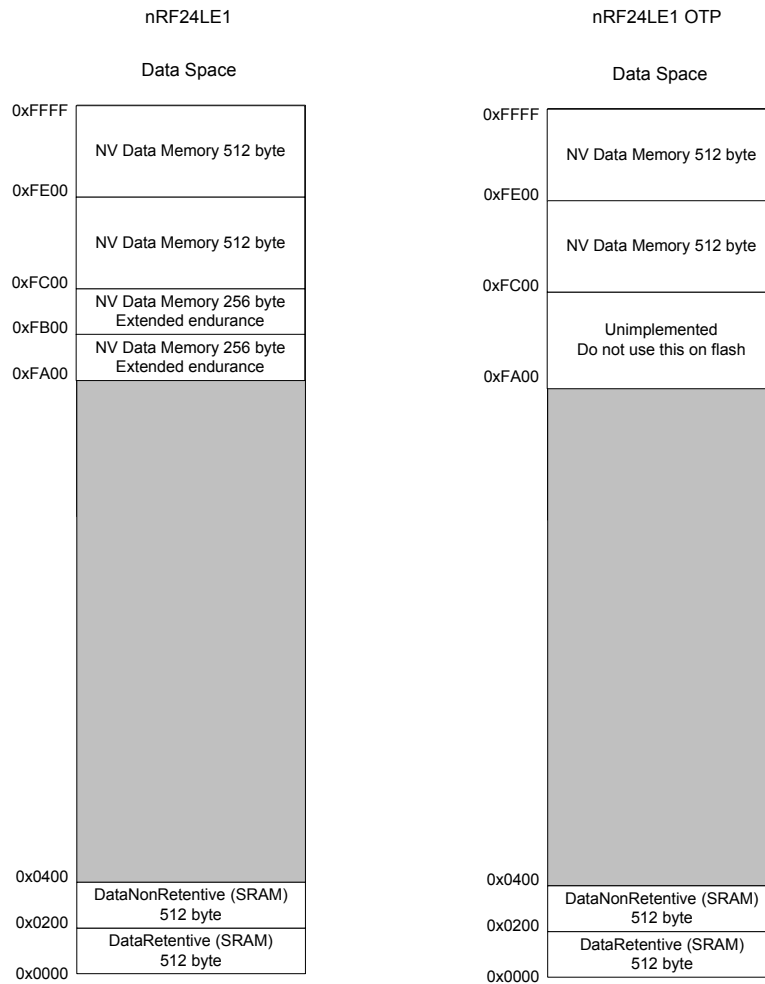 nRF24LE1
Data Space
0xFFFF
NV Data Memory 512 byte
0xFE00
NV Data Memory 512 byte
0xFC00
NV Data Memory 256 byte
Extended endurance
0xFB00
NV Data Memory 256 byte
Extended endurance
0xFA00
0x0400
DataNonRetentive (SRAM)
512 byte
0x0200
DataRetentive (SRAM)
512 byte
0x0000
nRF24LE1 OTP
Data Space
0xFFFF
NV Data Memory 512 byte
0xFE00
NV Data Memory 512 byte
0xFC00
Unimplemented
Do not use this on flash
0xFA00
0x0400
DataNonRetentive (SRAM)
512 byte
0x0200
DataRetentive (SRAM)
512 byte
0x0000